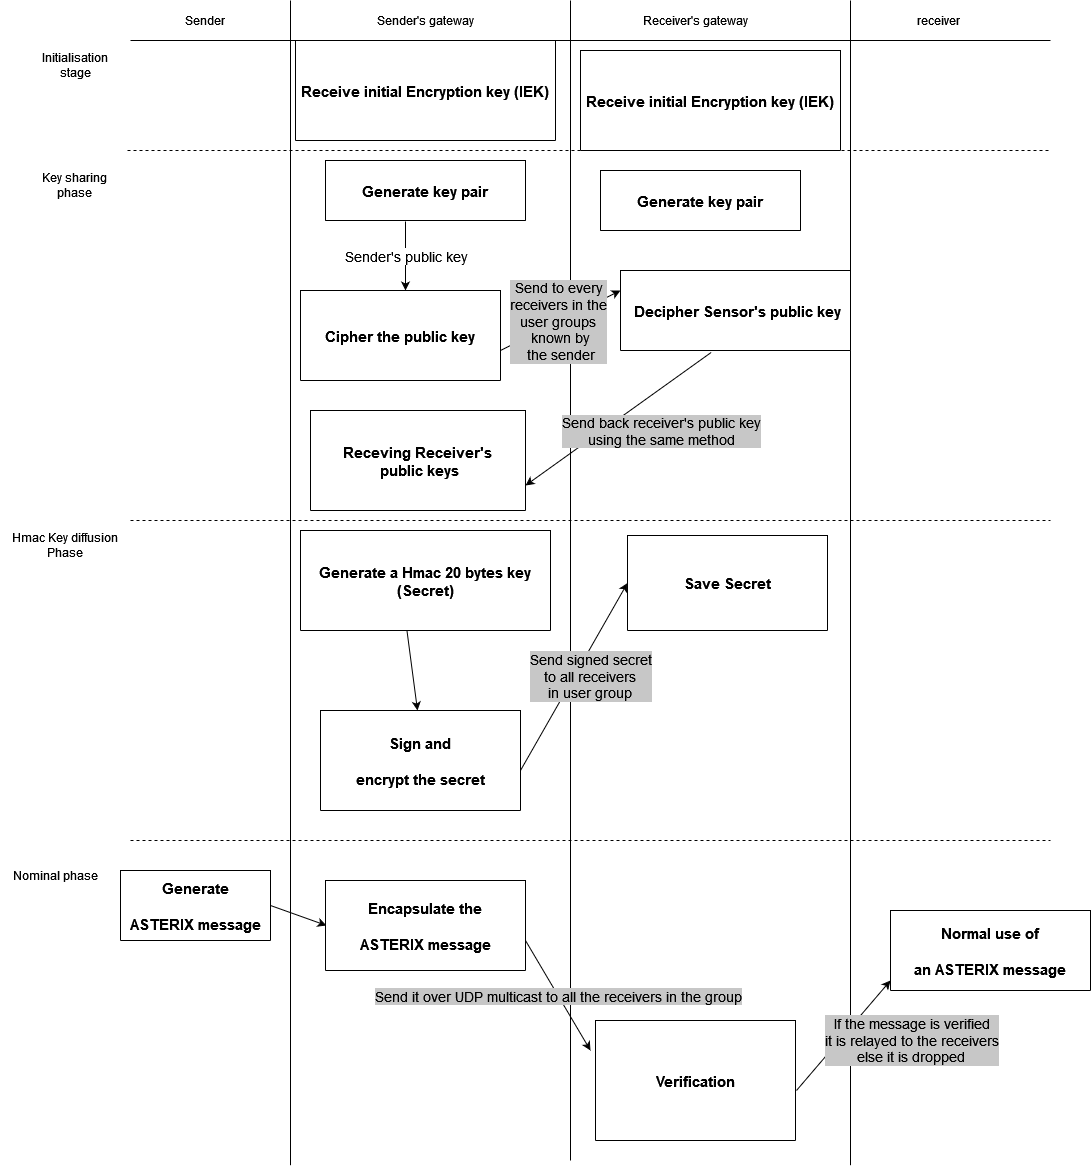 Sender
Sender's gateway
Receiver's gateway
receiver
Initialisation
stage
Receive initial Encryption key (IEK)
Receive initial Encryption key (IEK)
Key sharing
phase
Generate key pair
Generate key pair
Sender's public key
Cipher the public key
Send to every
receivers in the
user groups
known by
the sender
Decipher Sensor's public key
Send back receiver's public key
using the same method
Receving Receiver's
public keys
Hmac Key diffusion
Phase
Generate a Hmac 20 bytes key
(Secret)
Save Secret
Send signed secret
to all receivers
in user group
Sign and
encrypt the secret
Nominal phase
Generate
ASTERIX message
Encapsulate the
ASTERIX message
Send it over UDP multicast to all the receivers in the group
Verification
If the message is verified
it is relayed to the receivers
else it is dropped
Normal use of
an ASTERIX message